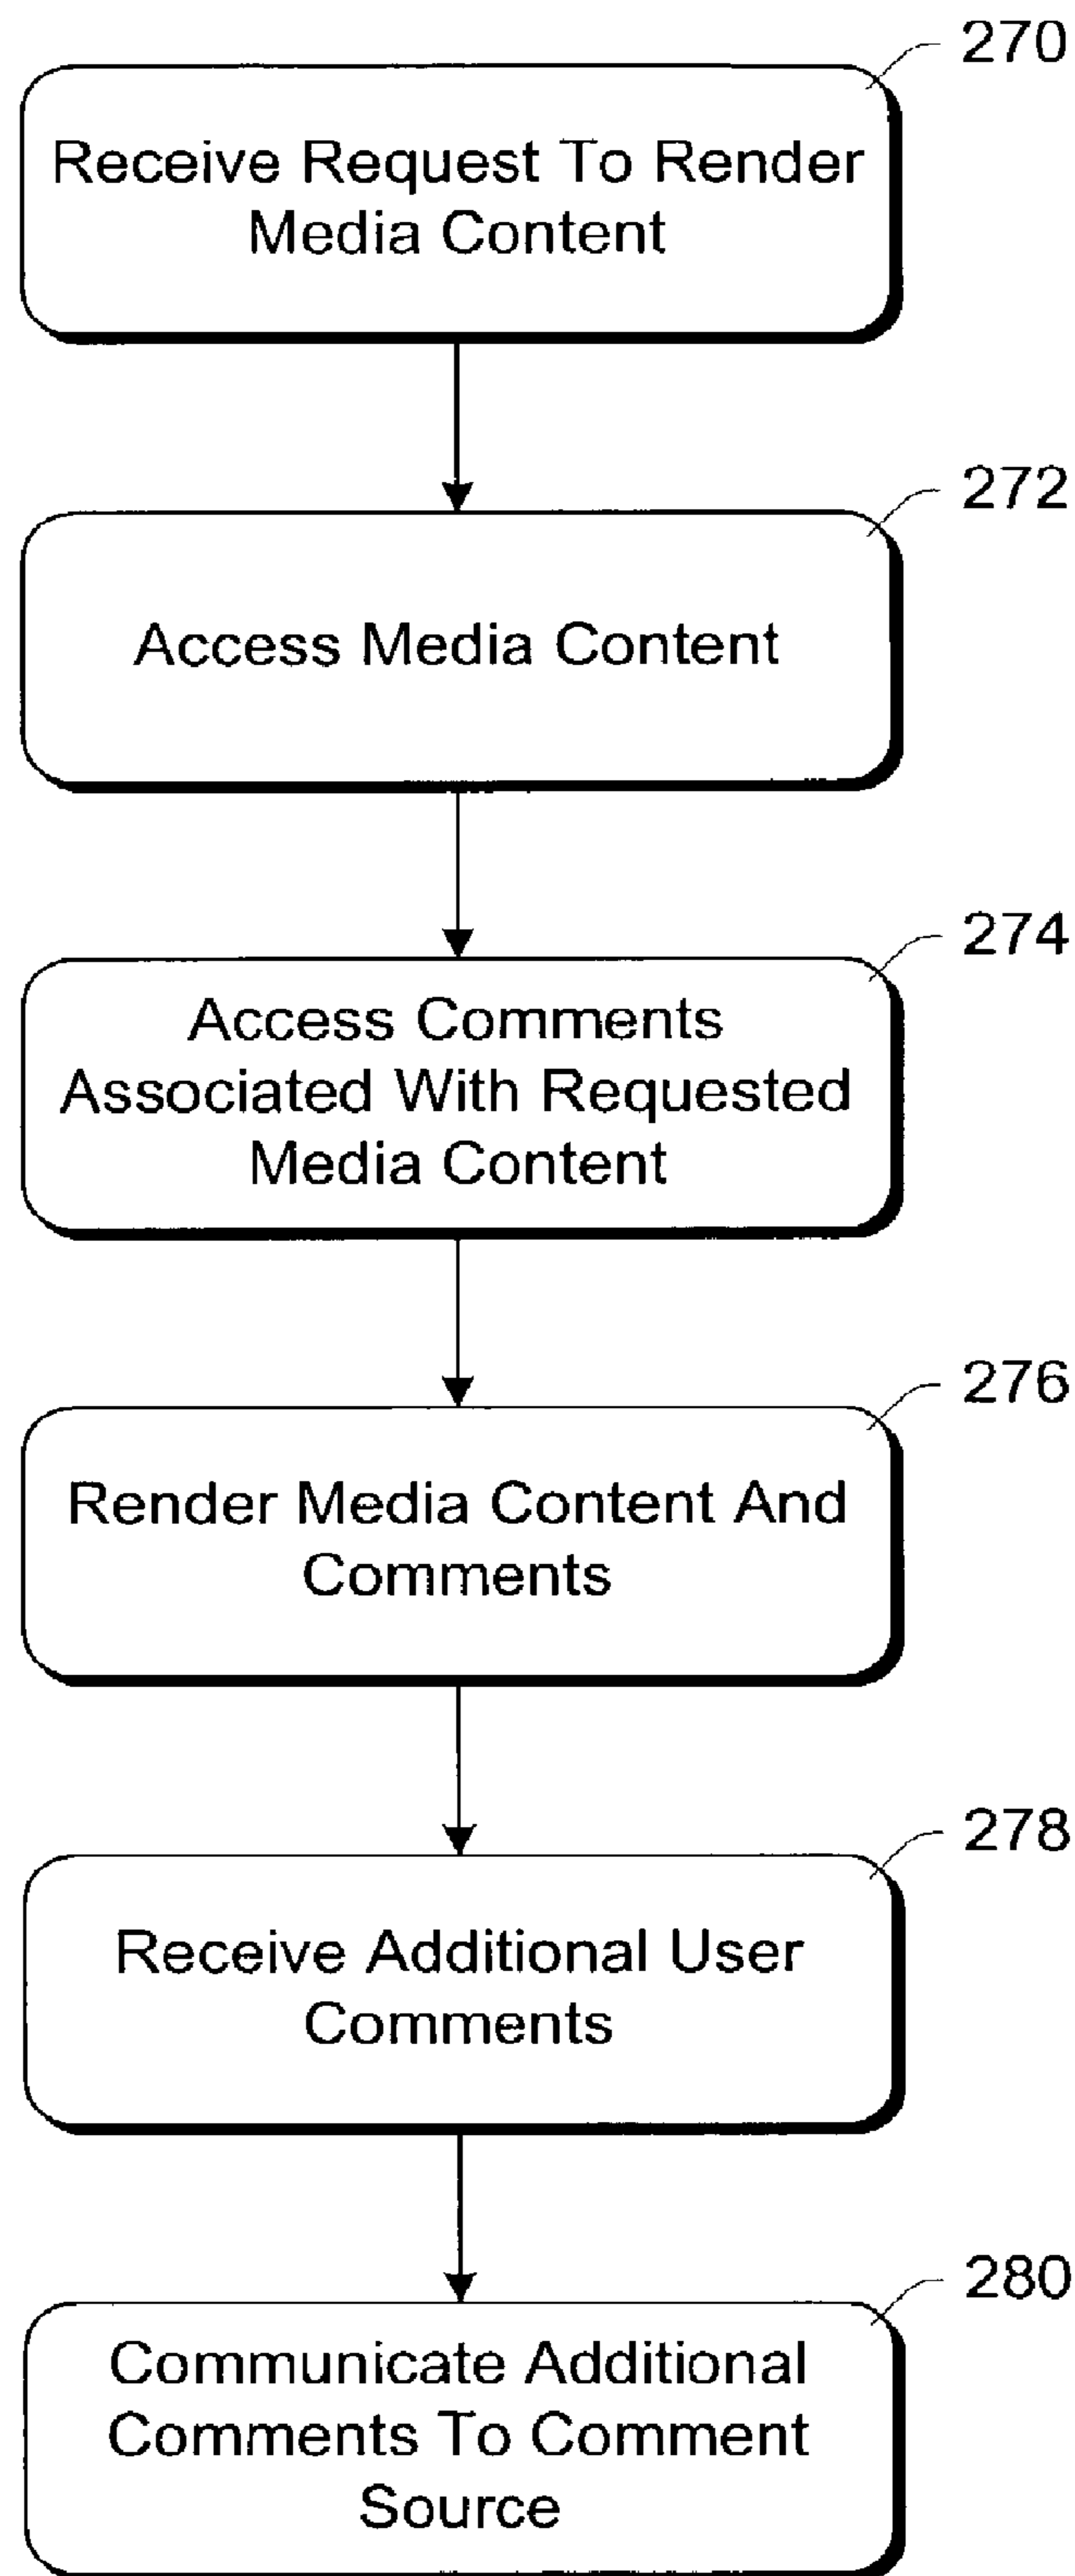 270
Receive Request To Render
Media Content
272
Access Media Content
274
Access Comments
Associated With Requested
Media Content
276
Render Media Content And
Comments
278
Receive Additional User
Comments
280
Communicate Additional
Comments To Comment
Source